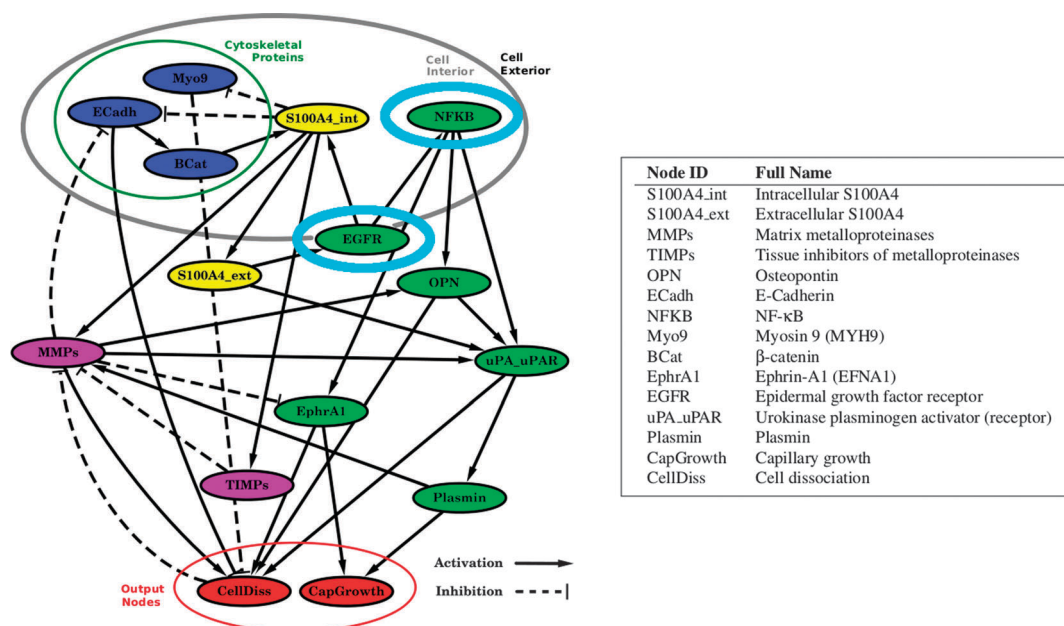 Cytoskeletal
Proteins
Cell
Interior
Cell
Exterior
Myo9
ECadh
S100A4_int
NFKB
BCat
EGFR
S100A4_ext
OPN
MMPs
uPA_uPAR
EphrA1
TIMPs
Plasmin
Activation
Inhibition
Output
Nodes
CellDiss
CapGrowth
Node ID Full Name
S100A4_int Intracellular S100A4
S100A4_ext Extracellular S100A4
MMPs Matrix metalloproteinases
TIMPs Tissue inhibitors of metalloproteinases
OPN Osteopontin
ECadh E-Cadherin
NFKB NF-κB
Myo9 Myosin 9 (MYH9)
BCat β-catenin
EphrA1 Ephrin-A1 (EFNA1)
EGFR Epidermal growth factor receptor
uPA_uPAR Urokinase plasminogen activator (receptor)
Plasmin Plasmin
CapGrowth Capillary growth
CellDiss Cell dissociation